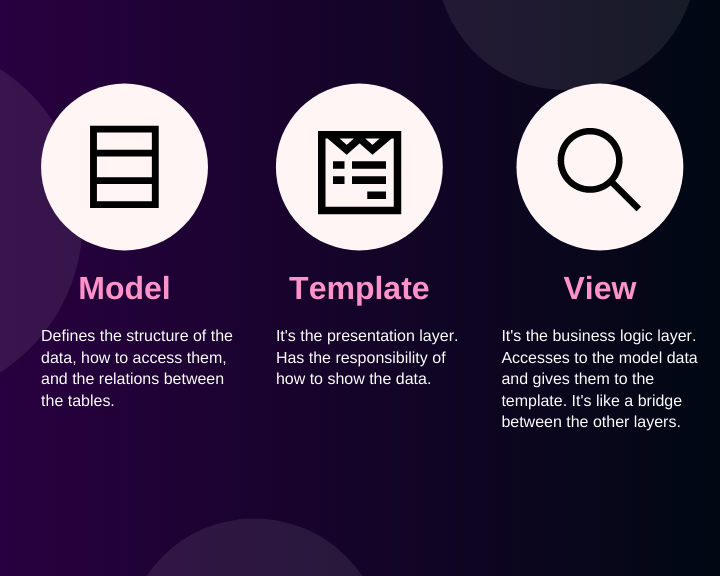 Model
Defines the structure of the
data, how to access them,
and the relations between
the tables.
Template
It's the presentation layer.
Has the responsibility of
how to show the data.
View
It's the business logic layer.
Accesses to the model data
and gives them to the
template. It's like a bridge
between the other layers.